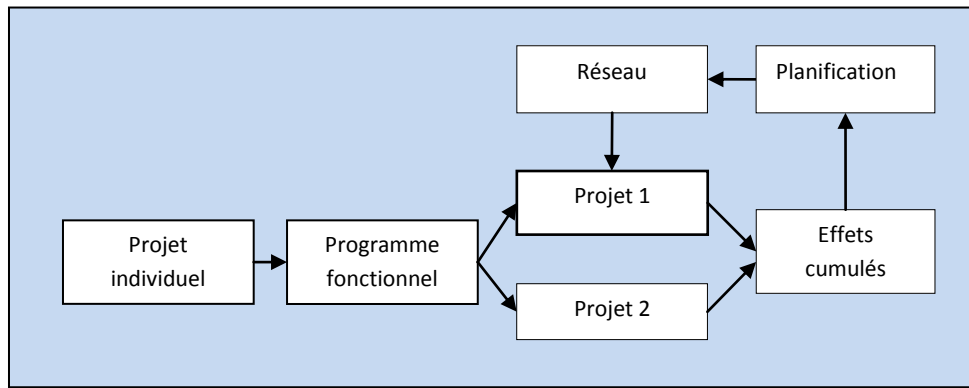 Réseau
Planification
Projet 1
Projet
individuel
Programme
fonctionnel
Effets
cumulés
Projet 2